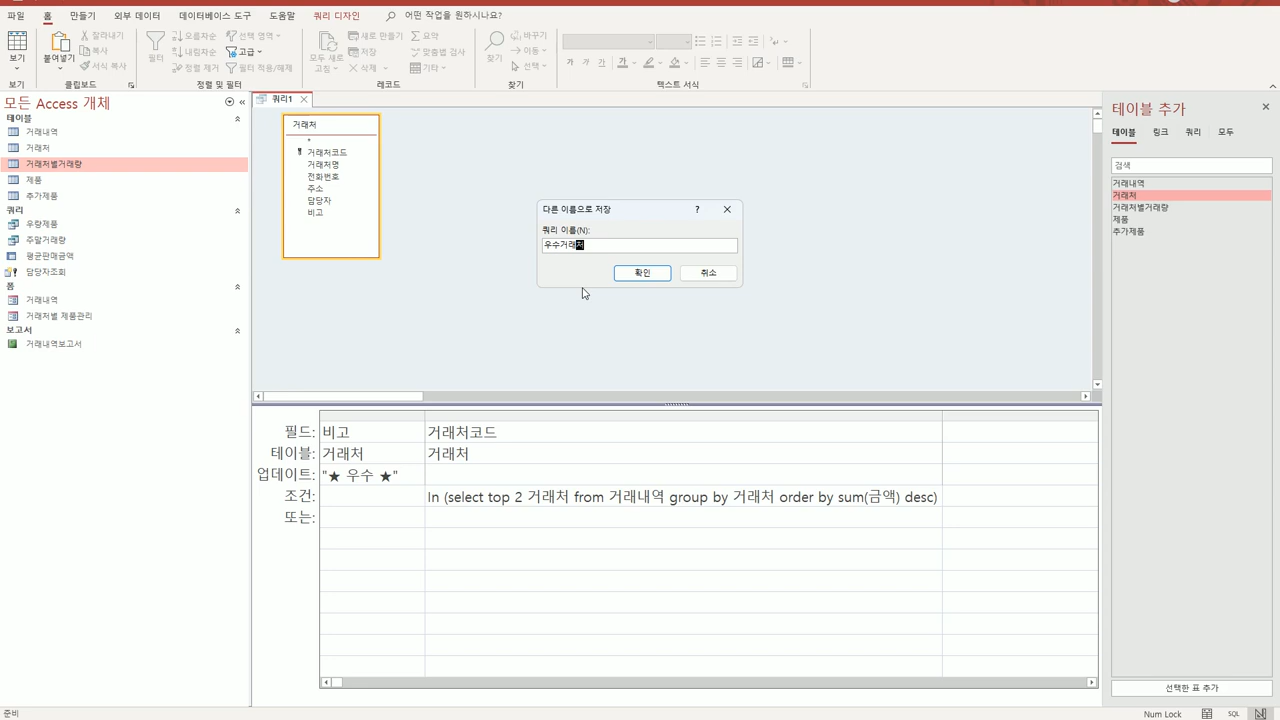 파일 홈 만들기 외부 데이터 데이터베이스 도구 도움말 쿼리 디자인 어떤 작업을 원하시나요?
보기 붙여넣기 잘라내기 복사 서식 복사 필터 오름차순 내림차순 정렬 제거 선택 영역 고급 필터 적용/해제 모두 새로 고침 새로 만들기 저장 삭제 요약 맞춤법 검사 기타 찾기 바꾸기 이동 선택 가 가 가 가
보기 클립보드 정렬 및 필터 레코드 찾기 텍스트 서식
모든 Access 개체
테이블
거래내역
거래처
거래처별거래량
제품
추가제품
쿼리
우량제품
주말거래량
평균판매금액
담당자조회
폼
거래내역
거래처별 제품관리
보고서
거래내역보고서
쿼리1
거래처
*
거래처코드
거래처명
전화번호
주소
담당자
비고
다른 이름으로 저장 ?
쿼리 이름(N):
우수거래처
확인 취소
필드: 비고 거래처코드
테이블: 거래처 거래처
업데이트: "★ 우수 ★"
조건: In (select top 2 거래처 from 거래내역 group by 거래처 order by sum(금액) desc)
또는:
테이블 추가
테이블 링크 쿼리 모두
검색
거래내역
거래처
거래처별거래량
제품
추가제품
선택한 표 추가
준비 Num Lock SQL